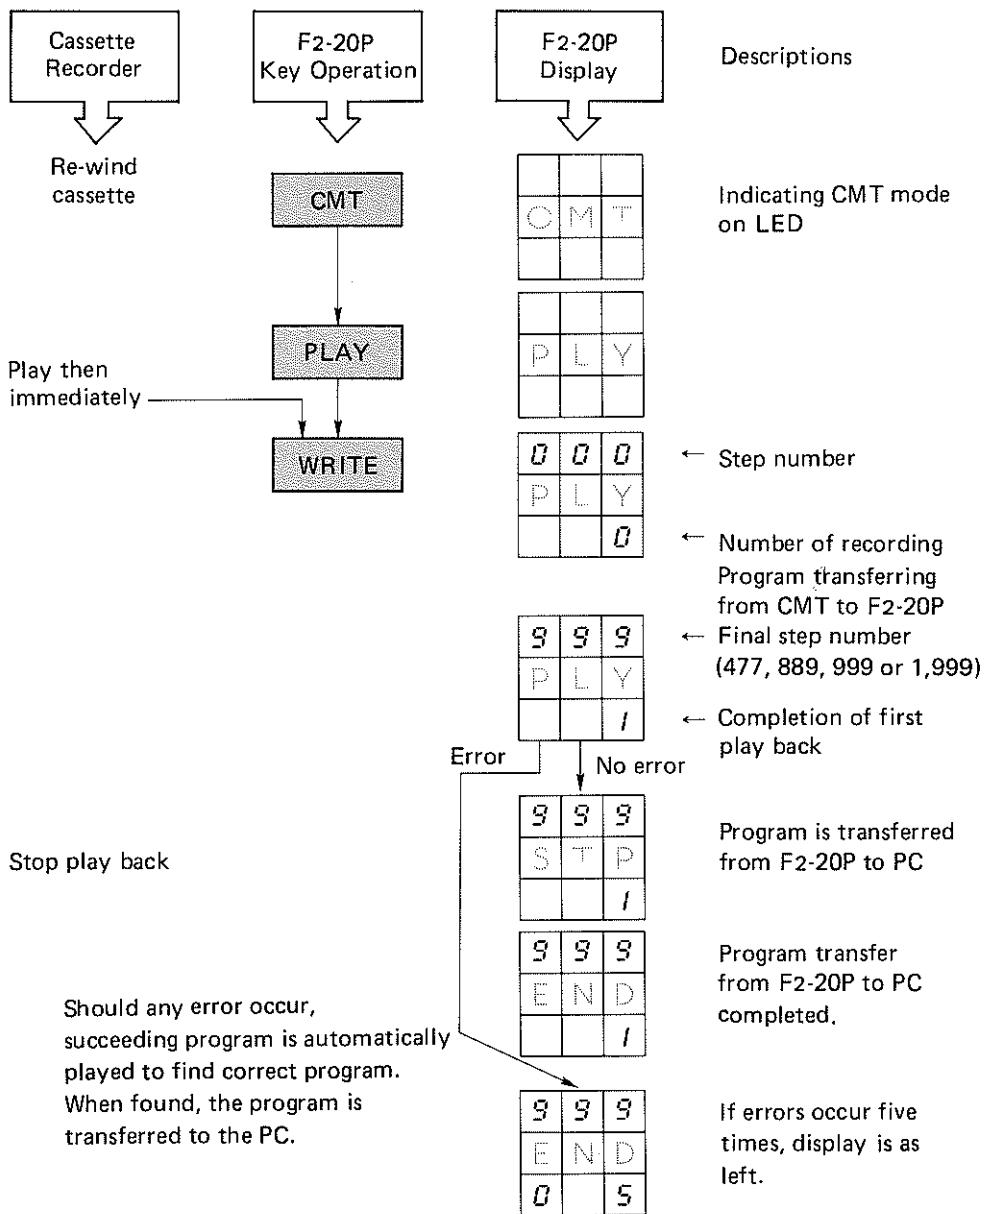 Cassette
Recorder
F2-20P
Key Operation
F2-20P
Display
Descriptions
Re-wind
cassette
CMT
C M T
Indicating CMT mode
on LED
PLAY
P L Y
Play then
immediately
WRITE
0 0 0
P L Y
0
← Step number
← Number of recording
Program transferring
from CMT to F2-20P
9 9 9
P L Y
1
← Final step number
(477, 889, 999 or 1,999)
← Completion of first
play back
Error
No error
Stop play back
9 9 9
S T P
1
Program is transferred
from F2-20P to PC
9 9 9
E N D
1
Program transfer
from F2-20P to PC
completed.
Should any error occur,
succeeding program is automatically
played to find correct program.
When found, the program is
transferred to the PC.
9 9 9
E N D
0 5
If errors occur five
times, display is as
left.